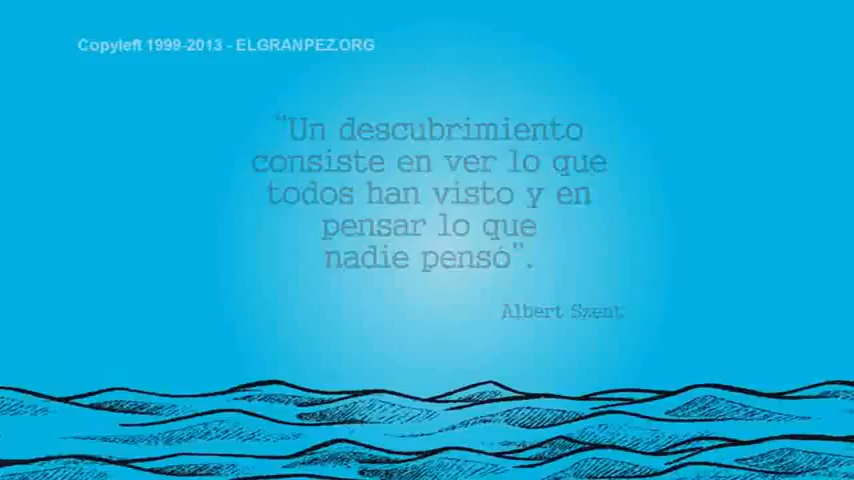 Copyleft 1999-2013 - ELGRANPEZ.ORG
“Un descubrimiento
consiste en ver lo que
todos han visto y en
pensar lo que
nadie pensó”.
Albert Szent